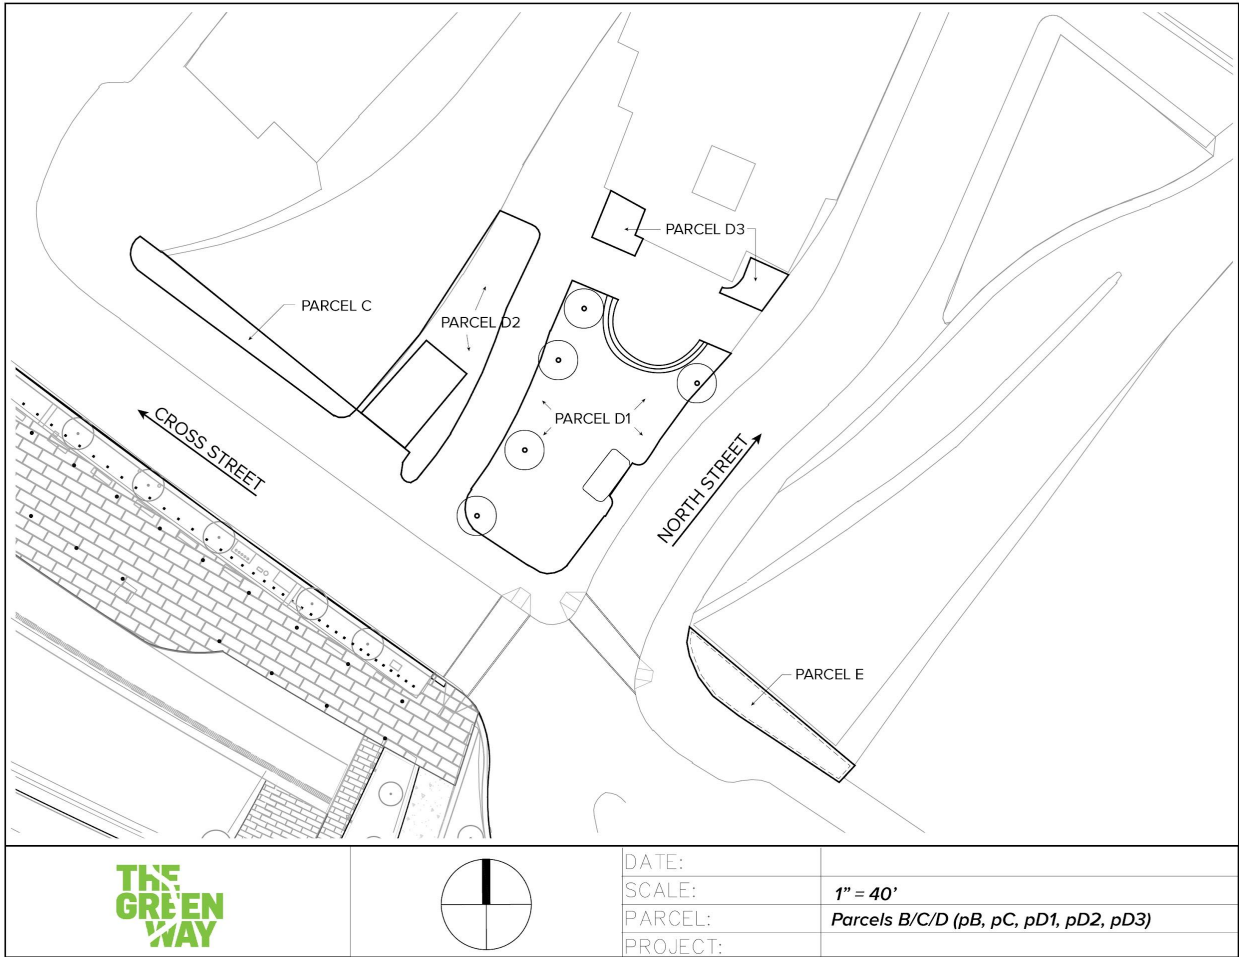 PARCEL D3
PARCEL C
PARCEL D2
PARCEL D1
CROSS STREET
NORTH STREET
PARCEL E
THE
GREEN
WAY
DATE:
SCALE:
1” = 40’
PARCEL:
Parcels B/C/D (pB, pC, pD1, pD2, pD3)
PROJECT: